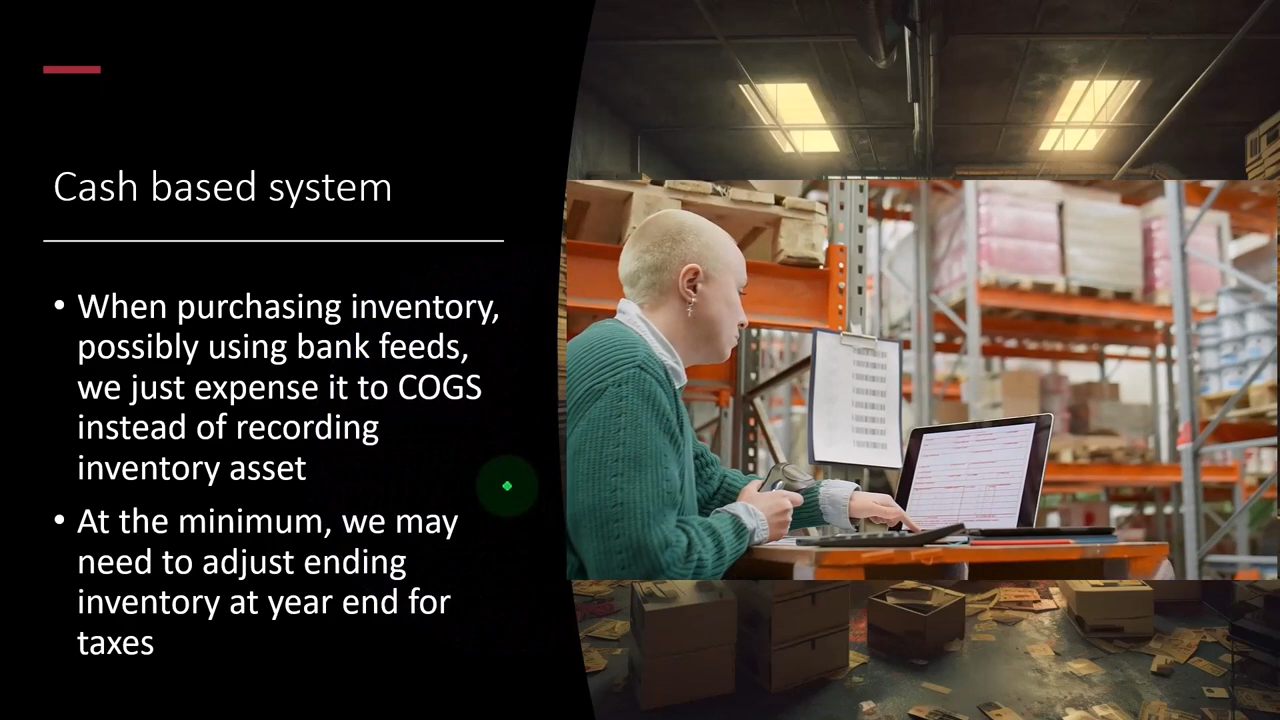 Cash based system
• When purchasing inventory,
possibly using bank feeds,
we just expense it to COGS
instead of recording
inventory asset
• At the minimum, we may
need to adjust ending
inventory at year end for
taxes